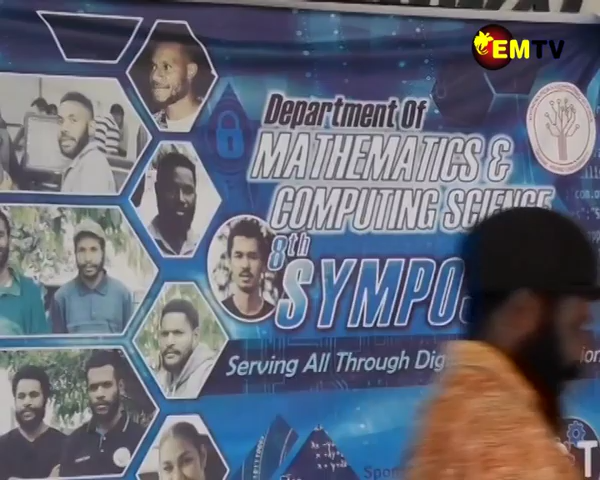 EMTV
Department Of
MATHEMATICS &
COMPUTING SCIENCE
8th
SYMPO
Serving All Through Dig